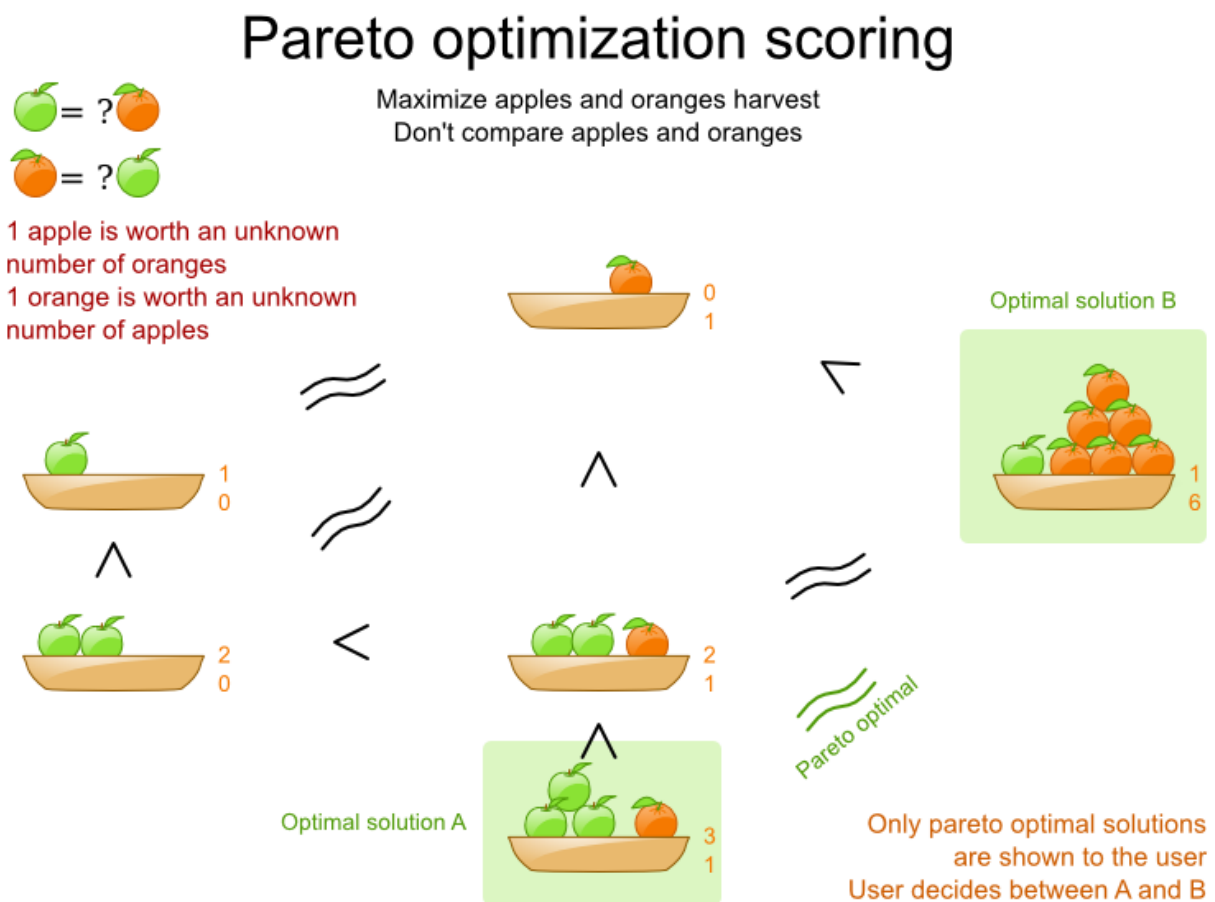 Pareto optimization scoring
Maximize apples and oranges harvest
Don't compare apples and oranges
= ?
= ?
1 apple is worth an unknown
number of oranges
1 orange is worth an unknown
number of apples
0
1
Optimal solution B
1
0
1
6
2
0
2
1
Pareto optimal
Optimal solution A
3
1
Only pareto optimal solutions
are shown to the user
User decides between A and B